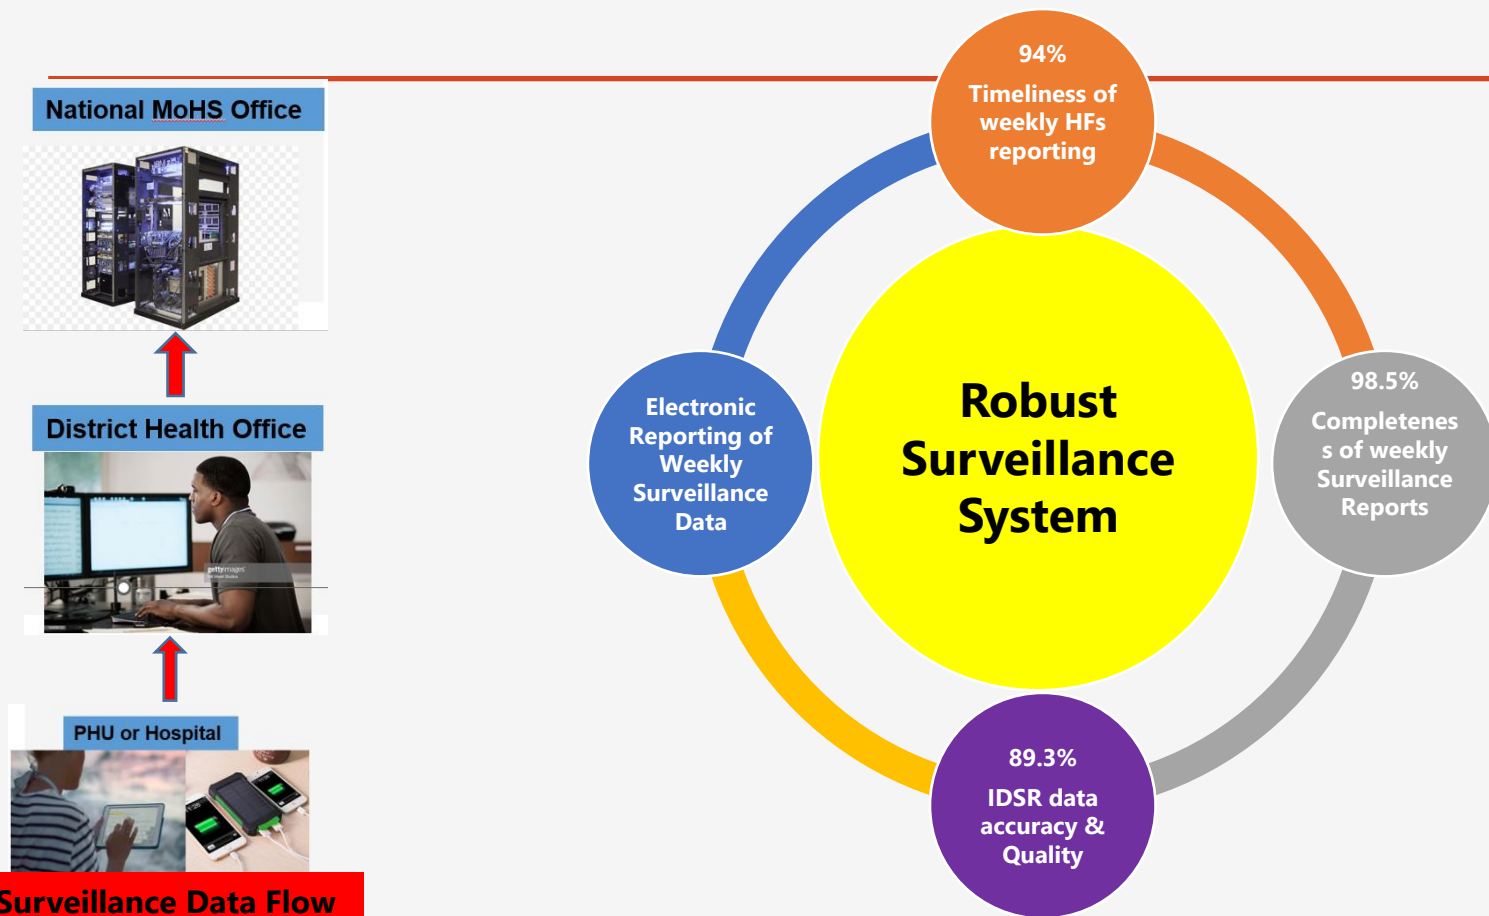 National MoHS Office
District Health Office
gettyimages
PHU or Hospital
Surveillance Data Flow
94%
Timeliness of
weekly HFs
reporting
Electronic
Reporting of
Weekly
Surveillance
Data
Robust
Surveillance
System
98.5%
Completenes
s of weekly
Surveillance
Reports
89.3%
IDSR data
accuracy &
Quality